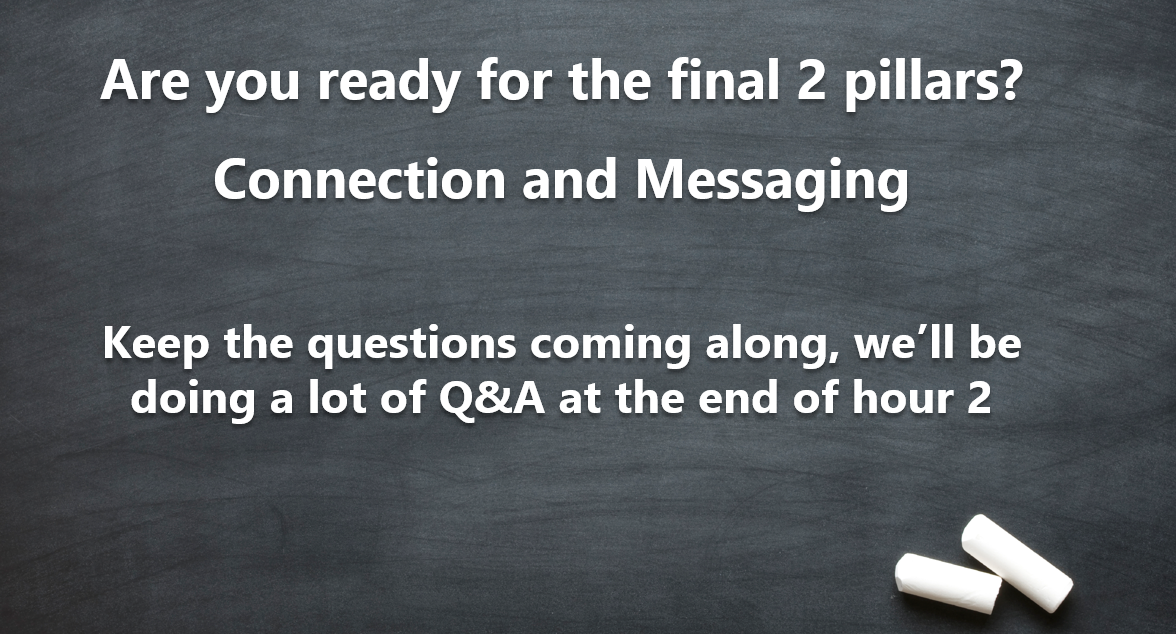 Are you ready for the final 2 pillars?
Connection and Messaging
Keep the questions coming along, we’ll be
doing a lot of Q&A at the end of hour 2